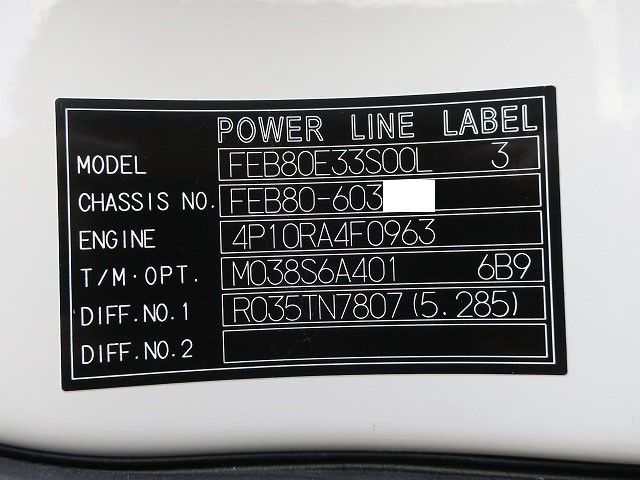 POWER LINE LABEL
MODEL FEB80E33S00L 3
CHASSIS NO. FEB80-603
ENGINE 4P10RA4F0963
T/M·OPT. M038S6A401 6B9
DIFF.NO.1 R035TN7807(5.285)
DIFF.NO.2